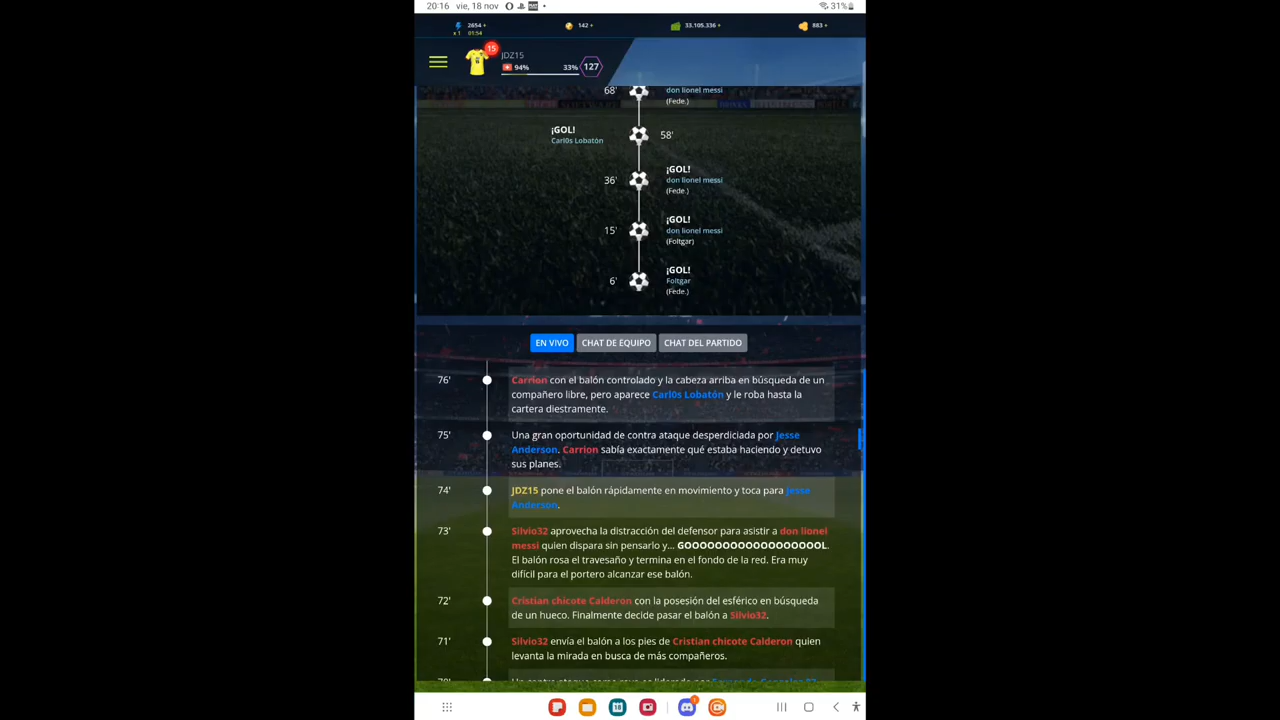 20:16 vie, 18 nov
31%
2654 +
x 1 01:54
142 +
33.105.336 +
883 +
15
JDZ15
94%
33%
127
68'
don lionel messi
(Fede.)
¡GOL!
Carl0s Lobatón
58'
36'
¡GOL!
don lionel messi
(Fede.)
15'
¡GOL!
don lionel messi
(Foltgar)
6'
¡GOL!
Foltgar
(Fede.)
EN VIVO
CHAT DE EQUIPO
CHAT DEL PARTIDO
76'
Carrion con el balón controlado y la cabeza arriba en búsqueda de un
compañero libre, pero aparece Carl0s Lobatón y le roba hasta la
cartera diestramente.
75'
Una gran oportunidad de contra ataque desperdiciada por Jesse
Anderson. Carrion sabía exactamente qué estaba haciendo y detuvo
sus planes.
74'
JDZ15 pone el balón rápidamente en movimiento y toca para Jesse
Anderson.
73'
Silvio32 aprovecha la distracción del defensor para asistir a don lionel
messi quien dispara sin pensarlo y... GOOOOOOOOOOOOOOOOOL.
El balón rosa el travesaño y termina en el fondo de la red. Era muy
difícil para el portero alcanzar ese balón.
72'
Cristian chicote Calderon con la posesión del esférico en búsqueda
de un hueco. Finalmente decide pasar el balón a Silvio32.
71'
Silvio32 envía el balón a los pies de Cristian chicote Calderon quien
levanta la mirada en busca de más compañeros.